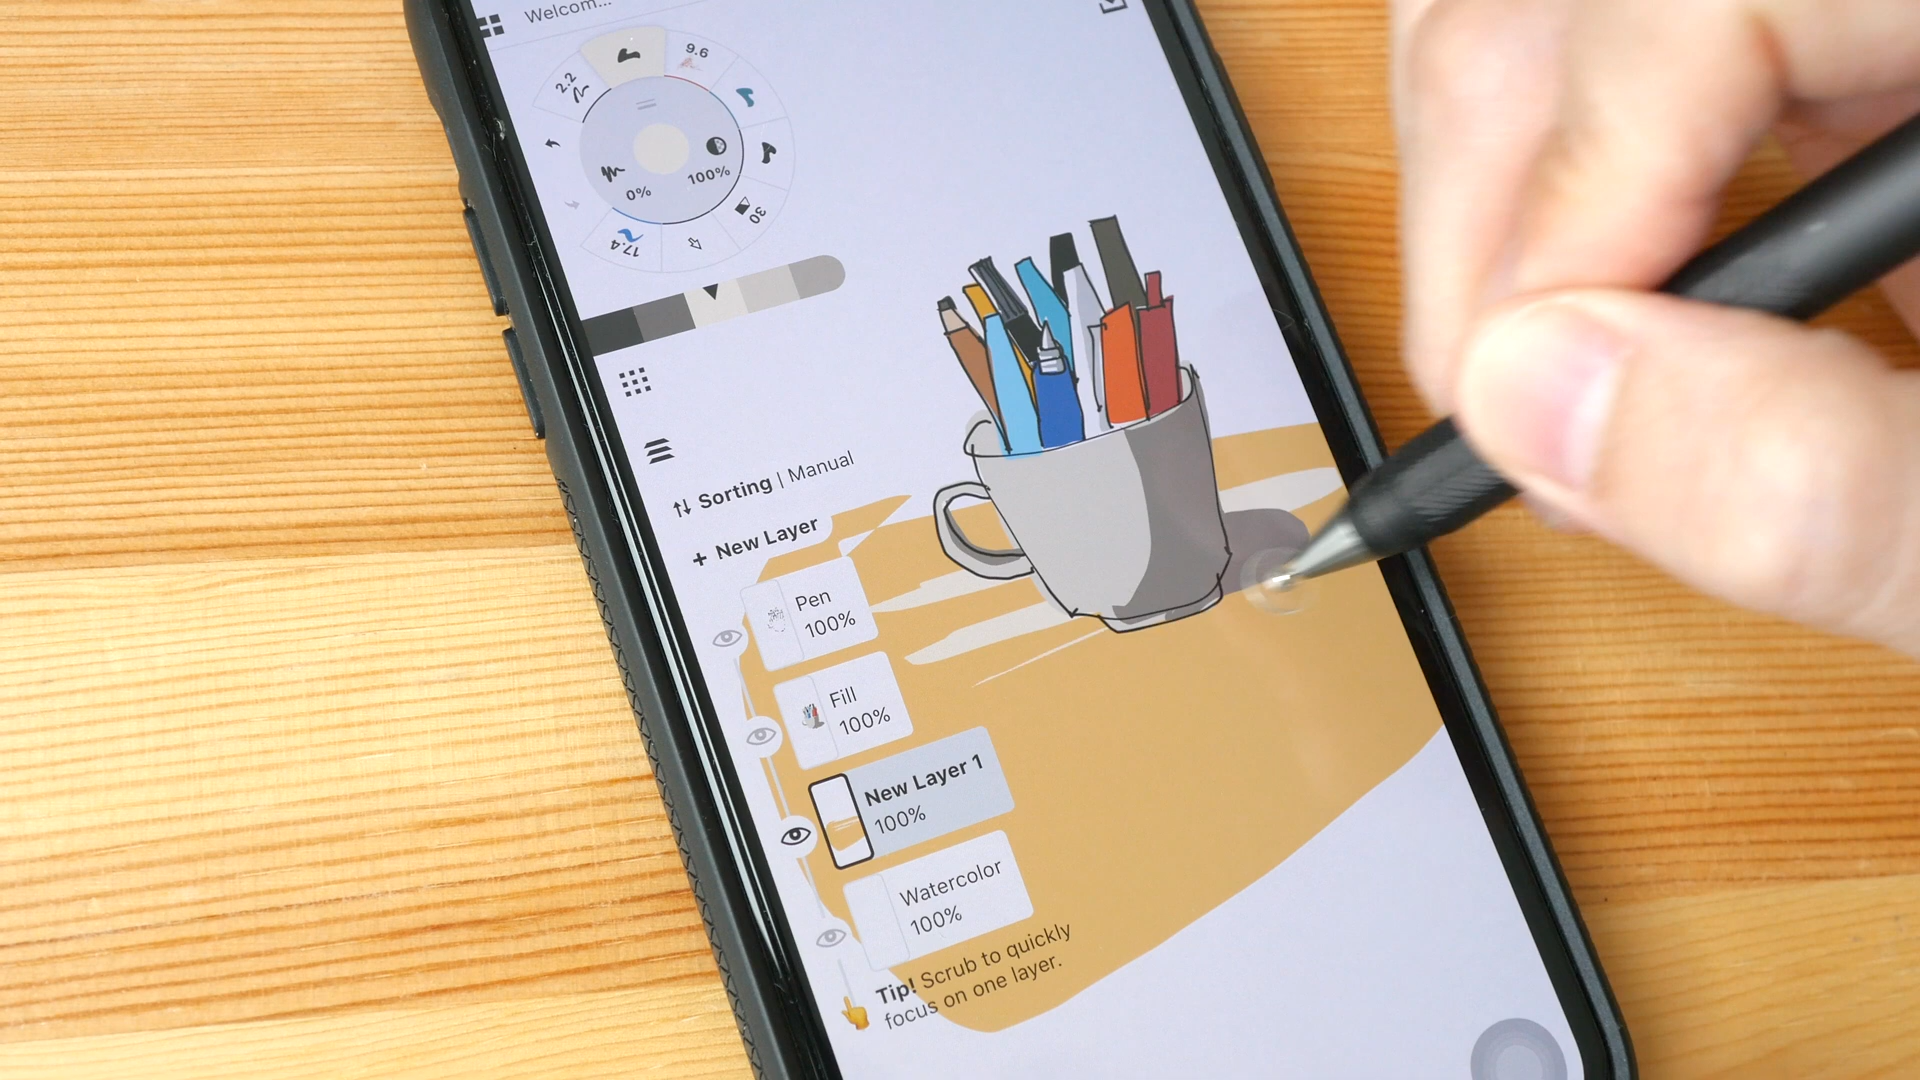 Welcom...
9.6
2.2
0%
100%
30
17.4
Sorting | Manual
+ New Layer
Pen
100%
Fill
100%
New Layer 1
100%
Watercolor
100%
Tip! Scrub to quickly
focus on one layer.